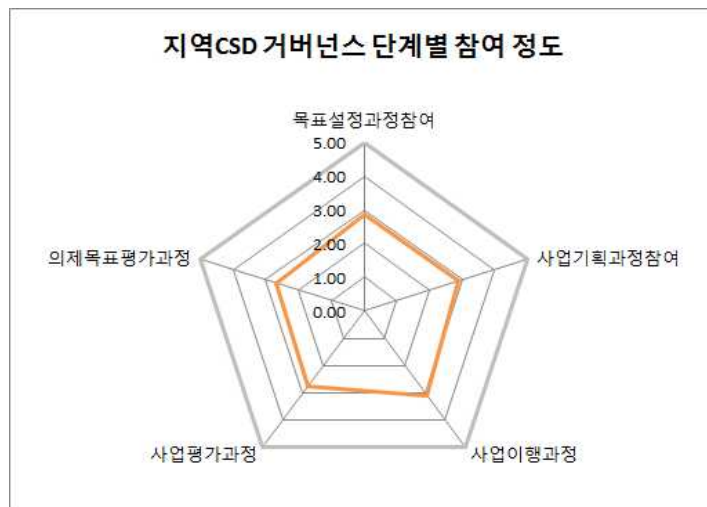 지역CSD 거버넌스 단계별 참여 정도
목표설정과정참여
5.00
4.00
3.00
2.00
1.00
0.00
사업기획과정참여
사업이행과정
사업평가과정
의제목표평가과정